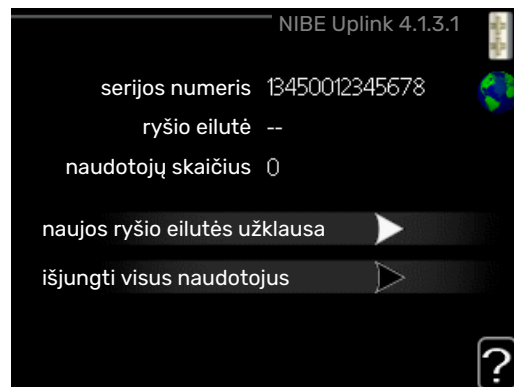 NIBE Uplink 4.1.3.1
serijos numeris 13450012345678
ryšio eilutė --
naudotojų skaičius 0
naujos ryšio eilutės užklausa
išjungti visus naudotojus
?